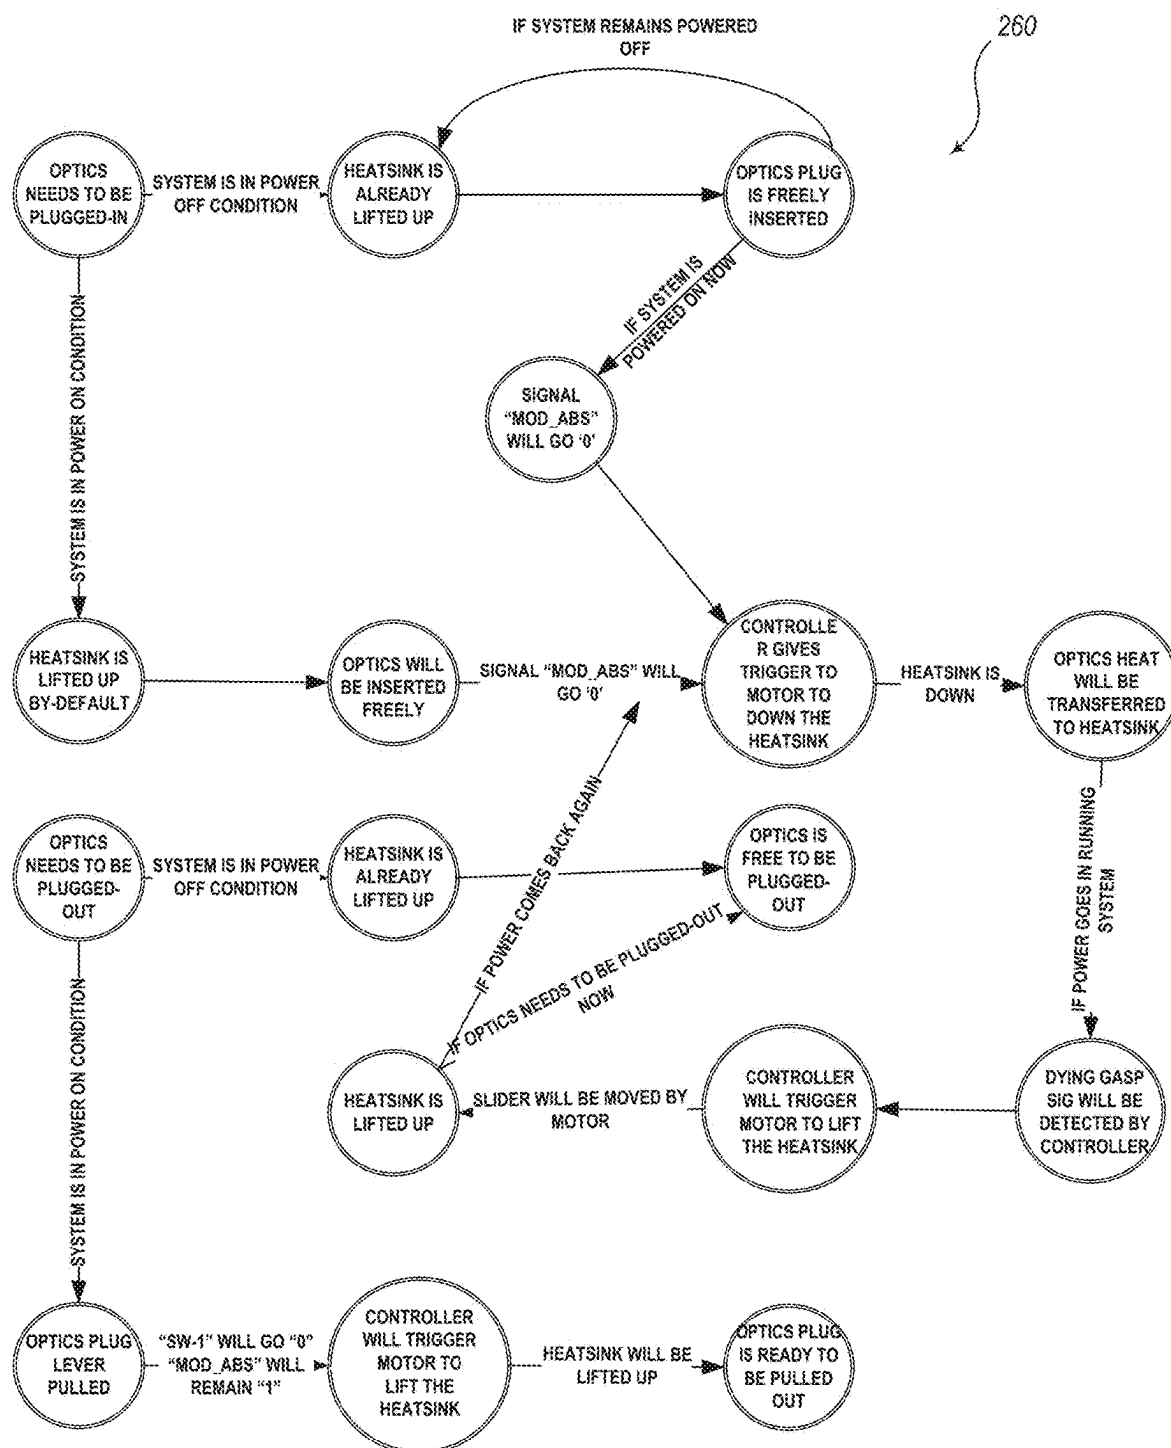 IF SYSTEM REMAINS POWERED
OFF
260
OPTICS
NEEDS TO BE
PLUGGED-IN
SYSTEM IS IN POWER
OFF CONDITION
HEATSINK IS
ALREADY
LIFTED UP
OPTICS PLUG
IS FREELY
INSERTED
IF SYSTEM IS
POWERED ON NOW
SYSTEM IS IN POWER ON CONDITION
SIGNAL
“MOD_ABS”
WILL GO ‘0’
HEATSINK IS
LIFTED UP
BY-DEFAULT
OPTICS WILL
BE INSERTED
FREELY
SIGNAL “MOD_ABS” WILL
GO ‘0’
CONTROLLE
R GIVES
TRIGGER TO
MOTOR TO
DOWN THE
HEATSINK
HEATSINK IS
DOWN
OPTICS HEAT
WILL BE
TRANSFERRED
TO HEATSINK
IF POWER COMES BACK AGAIN
IF POWER GOES IN RUNNING
SYSTEM
OPTICS
NEEDS TO BE
PLUGGED-
OUT
SYSTEM IS IN POWER
OFF CONDITION
HEATSINK IS
ALREADY
LIFTED UP
OPTICS IS
FREE TO BE
PLUGGED-
OUT
IF OPTICS NEEDS TO BE PLUGGED-OUT
NOW
SYSTEM IS IN POWER ON CONDITION
HEATSINK IS
LIFTED UP
SLIDER WILL BE MOVED BY
MOTOR
CONTROLLER
WILL TRIGGER
MOTOR TO LIFT
THE HEATSINK
DYING GASP
SIG WILL BE
DETECTED BY
CONTROLLER
OPTICS PLUG
LEVER
PULLED
“SW-1” WILL GO “0”
“MOD_ABS” WILL
REMAIN “1”
CONTROLLER
WILL TRIGGER
MOTOR TO
LIFT THE
HEATSINK
HEATSINK WILL BE
LIFTED UP
OPTICS PLUG
IS READY TO
BE PULLED
OUT